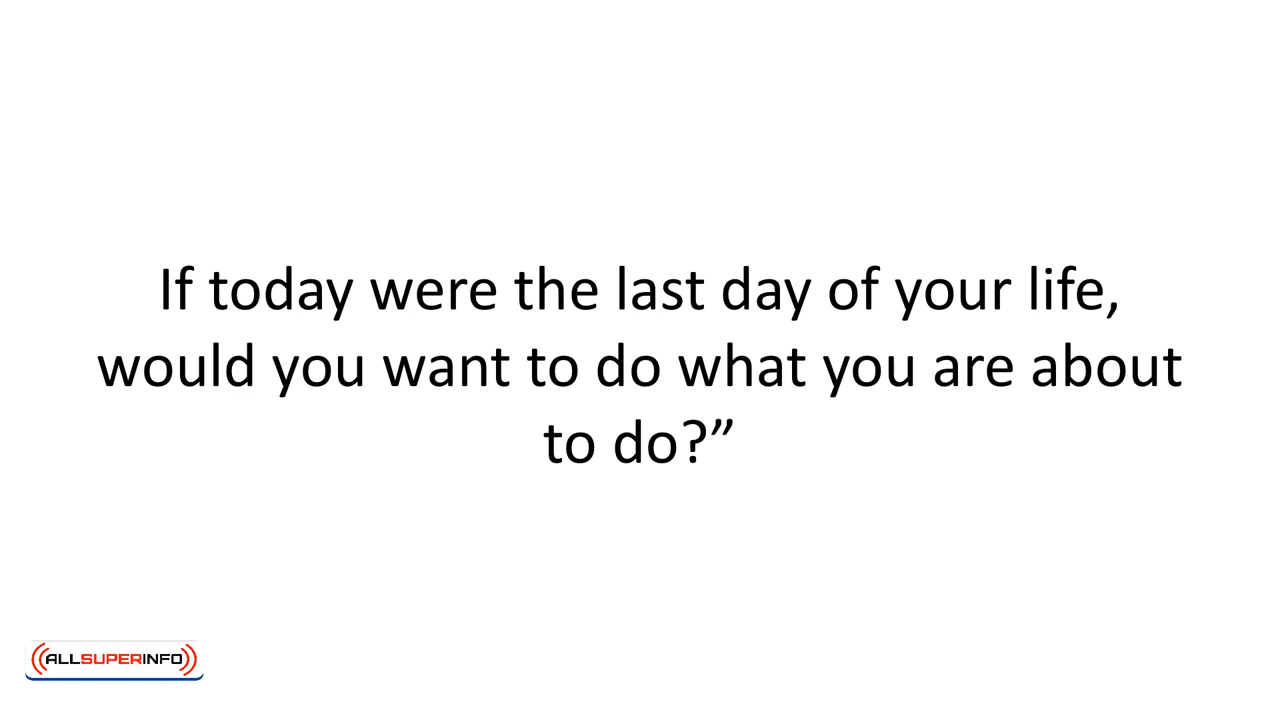 If today were the last day of your life,
would you want to do what you are about
to do?”
ALLSUPERINFO